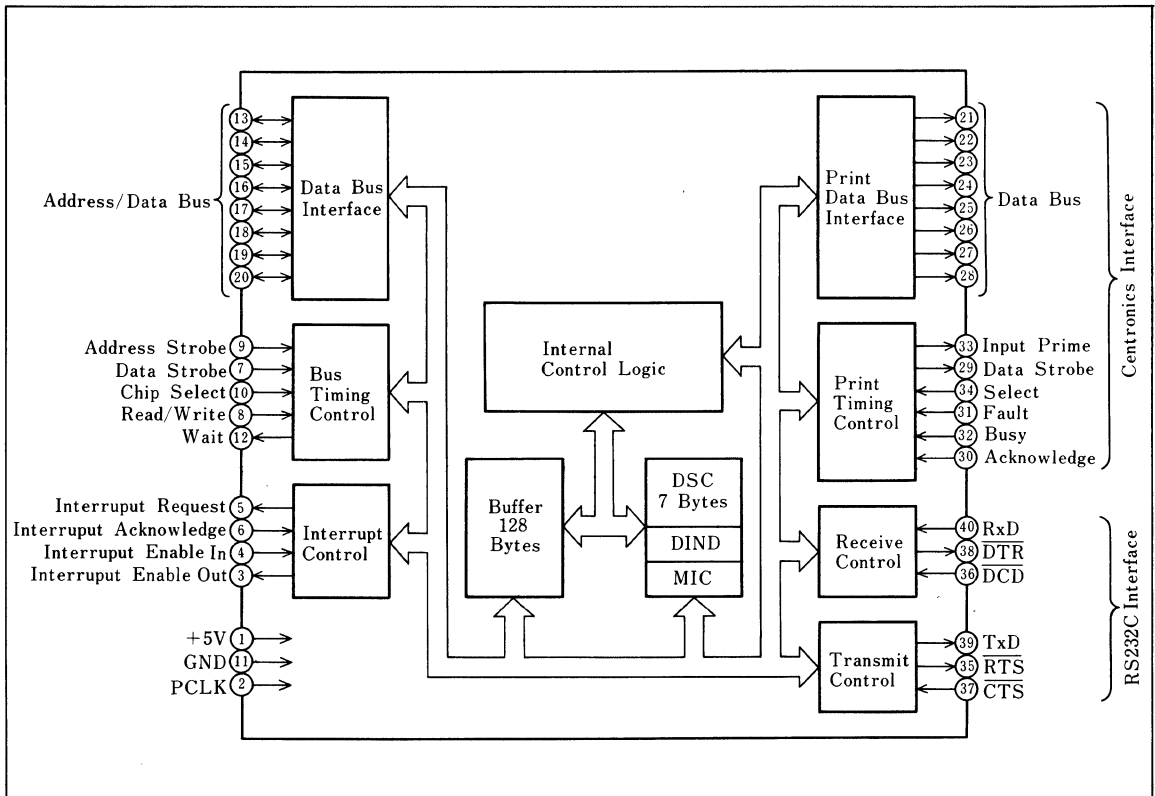 Address/Data Bus
13
14
15
16
17
18
19
20
Data Bus
Interface
Address Strobe 9
Data Strobe 7
Chip Select 10
Read/Write 8
Wait 12
Bus
Timing
Control
Interruput Request 5
Interruput Acknowledge 6
Interruput Enable In 4
Interruput Enable Out 3
Interrupt
Control
+5V 1
GND 11
PCLK 2
Internal
Control Logic
Buffer
128
Bytes
DSC
7 Bytes
DIND
MIC
Print
Data Bus
Interface
21
22
23
24
25
26
27
28
Data Bus
Print
Timing
Control
33 Input Prime
29 Data Strobe
34 Select
31 Fault
32 Busy
30 Acknowledge
Centronics Interface
Receive
Control
40 RxD
38 DTR
36 DCD
Transmit
Control
39 TxD
35 RTS
37 CTS
RS232C Interface